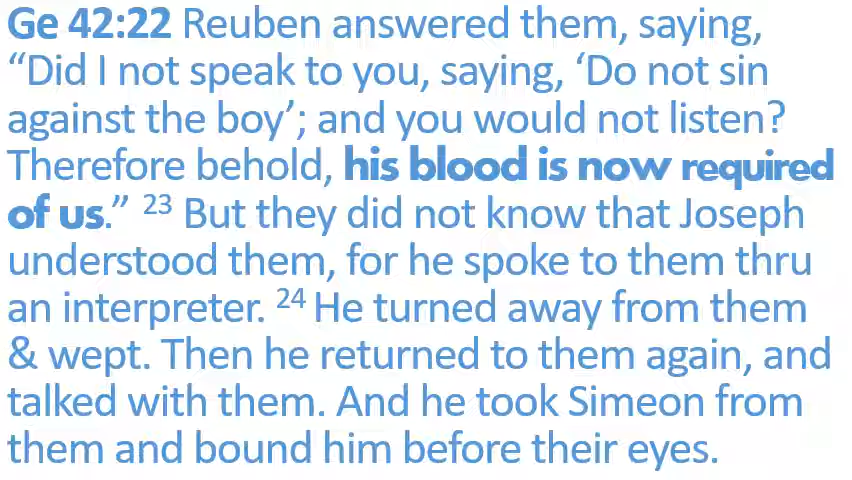 Ge 42:22 Reuben answered them, saying,
“Did I not speak to you, saying, ‘Do not sin
against the boy’; and you would not listen?
Therefore behold, his blood is now required
of us.” 23 But they did not know that Joseph
understood them, for he spoke to them thru
an interpreter. 24 He turned away from them
& wept. Then he returned to them again, and
talked with them. And he took Simeon from
them and bound him before their eyes.